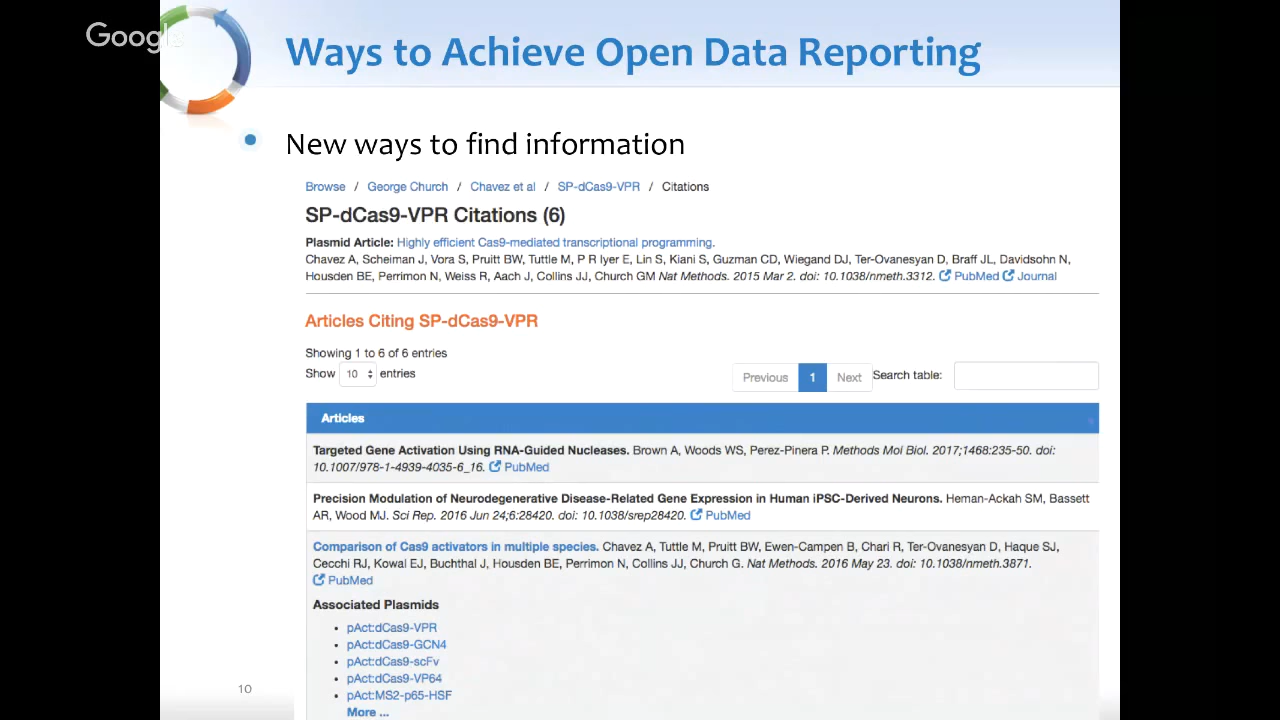 Google
Ways to Achieve Open Data Reporting
New ways to find information
Browse / George Church / Chavez et al / SP-dCas9-VPR / Citations
SP-dCas9-VPR Citations (6)
Plasmid Article: Highly efficient Cas9-mediated transcriptional programming.
Chavez A, Scheiman J, Vora S, Pruitt BW, Tuttle M, P R Iyer E, Lin S, Kiani S, Guzman CD, Wiegand DJ, Ter-Ovanesyan D, Braff JL, Davidsohn N,
Housden BE, Perrimon N, Weiss R, Aach J, Collins JJ, Church GM Nat Methods. 2015 Mar 2. doi: 10.1038/nmeth.3312. PubMed Journal
Articles Citing SP-dCas9-VPR
Showing 1 to 6 of 6 entries
Show 10 entries
Previous 1 Next Search table:
Articles
Targeted Gene Activation Using RNA-Guided Nucleases. Brown A, Woods WS, Perez-Pinera P. Methods Mol Biol. 2017;1468:235-50. doi:
10.1007/978-1-4939-4035-6_16. PubMed
Precision Modulation of Neurodegenerative Disease-Related Gene Expression in Human iPSC-Derived Neurons. Heman-Ackah SM, Bassett
AR, Wood MJ. Sci Rep. 2016 Jun 24;6:28420. doi: 10.1038/srep28420. PubMed
Comparison of Cas9 activators in multiple species. Chavez A, Tuttle M, Pruitt BW, Ewen-Campen B, Chari R, Ter-Ovanesyan D, Haque SJ,
Cecchi RJ, Kowal EJ, Buchthal J, Housden BE, Perrimon N, Collins JJ, Church G. Nat Methods. 2016 May 23. doi: 10.1038/nmeth.3871.
PubMed
Associated Plasmids
• pAct:dCas9-VPR
• pAct:dCas9-GCN4
• pAct:dCas9-scFv
• pAct:dCas9-VP64
• pAct:MS2-p65-HSF
More ...
10